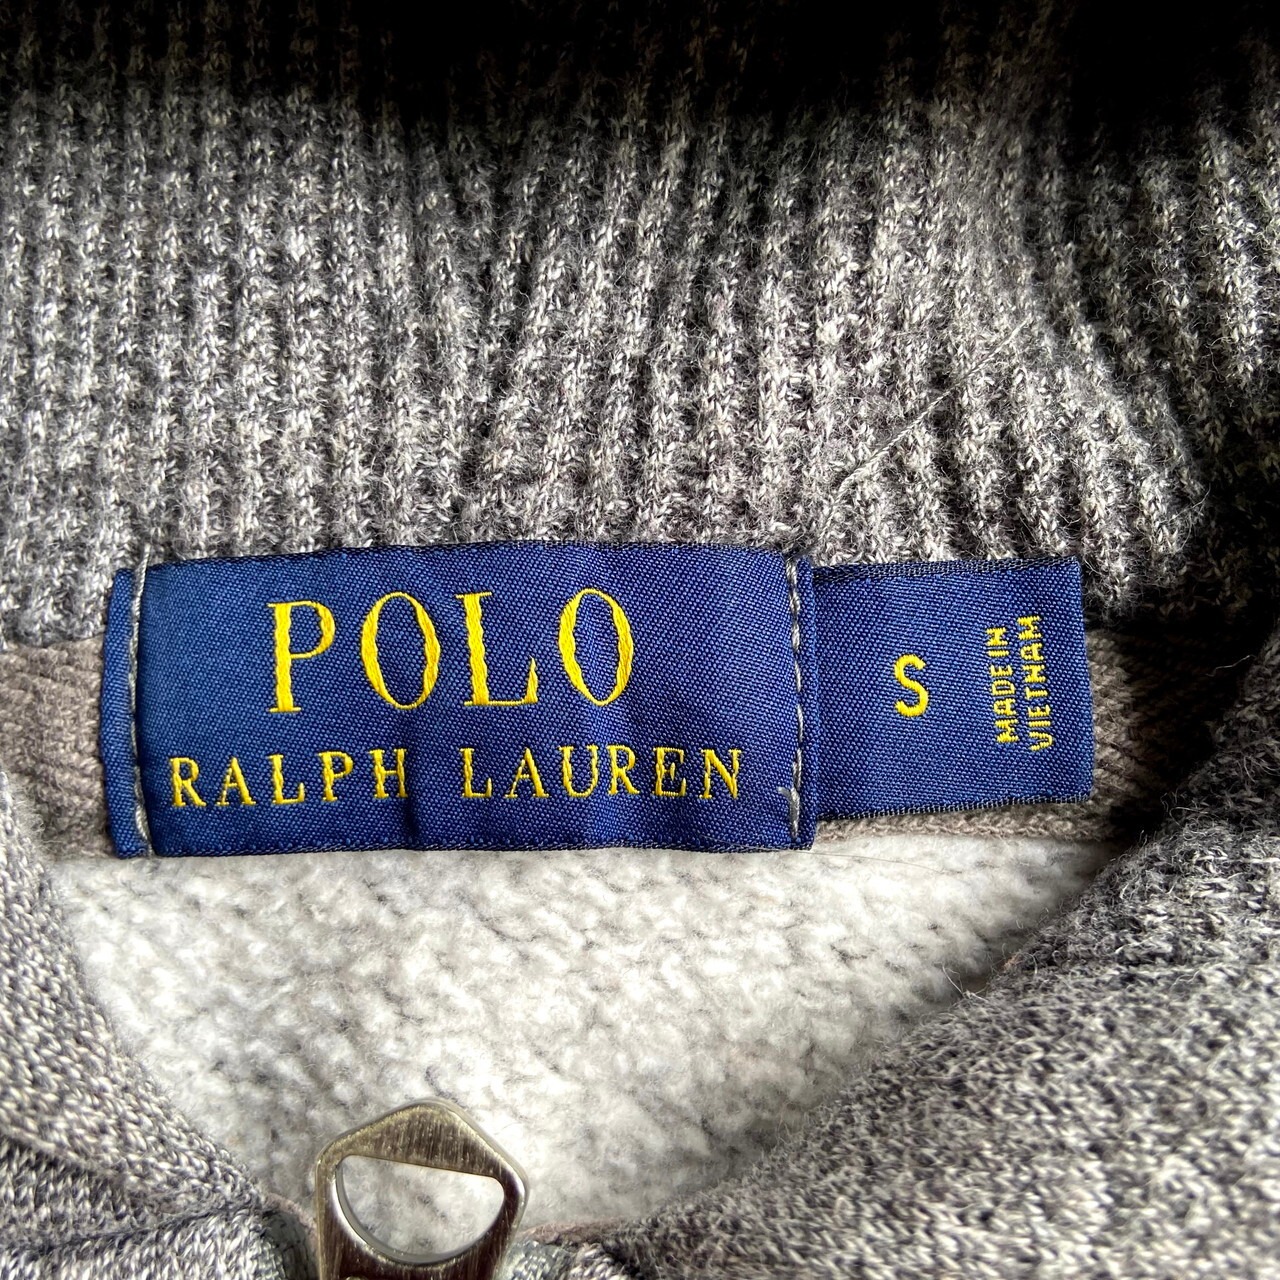 POLO
RALPH LAUREN
S
MADE IN
VIETNAM